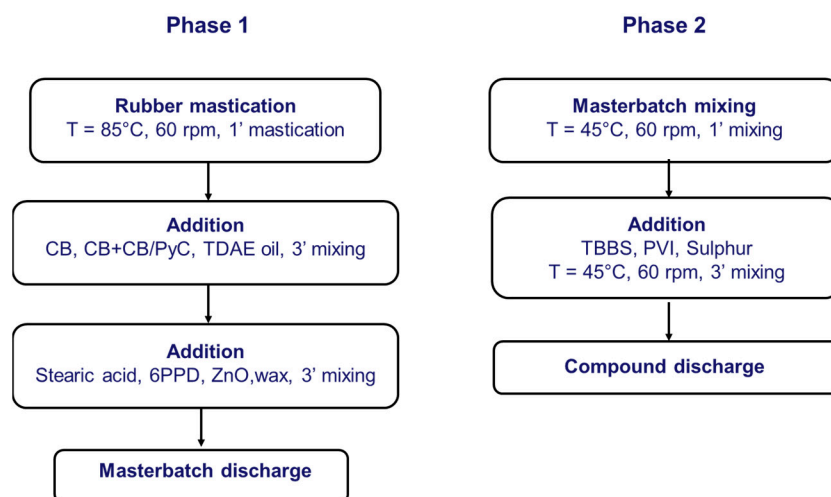 Phase 1
Rubber mastication
T = 85°C, 60 rpm, 1’ mastication
Addition
CB, CB+CB/PyC, TDAE oil, 3’ mixing
Addition
Stearic acid, 6PPD, ZnO,wax, 3’ mixing
Masterbatch discharge
Phase 2
Masterbatch mixing
T = 45°C, 60 rpm, 1’ mixing
Addition
TBBS, PVI, Sulphur
T = 45°C, 60 rpm, 3’ mixing
Compound discharge